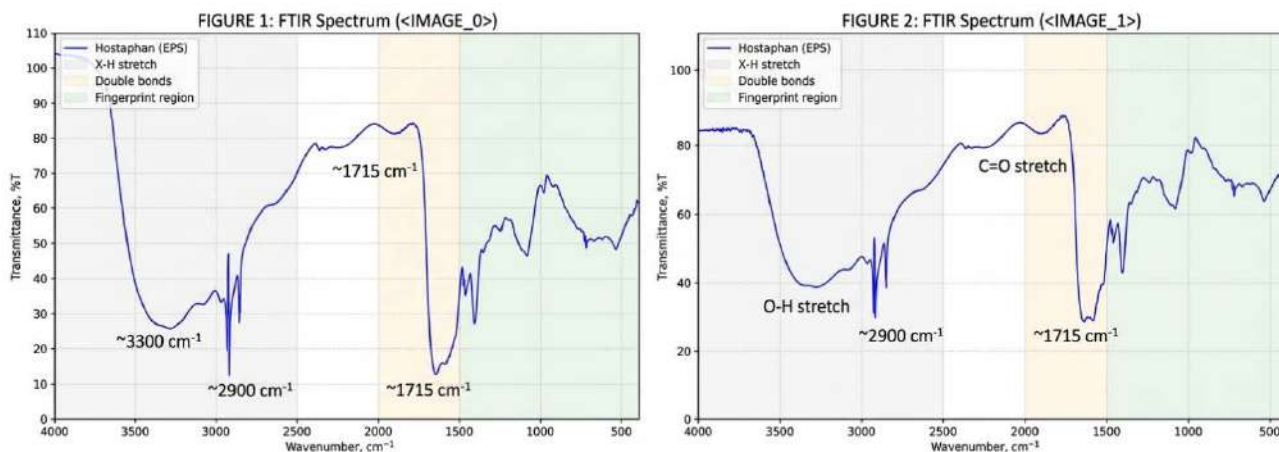 FIGURE 1: FTIR Spectrum (<IMAGE_0>)
Hostaphan (EPS)
X-H stretch
Double bonds
Fingerprint region
Transmittance, %T
110
100
90
80
70
60
50
40
30
20
10
0
~1715 cm⁻¹
~3300 cm⁻¹
~2900 cm⁻¹
~1715 cm⁻¹
4000 3500 3000 2500 2000 1500 1000 500
Wavenumber, cm⁻¹
FIGURE 2: FTIR Spectrum (<IMAGE_1>)
Hostaphan (EPS)
X-H stretch
Double bonds
Fingerprint region
Transmittance, %T
100
80
60
40
20
0
C=O stretch
O-H stretch
~2900 cm⁻¹
~1715 cm⁻¹
4000 3500 3000 2500 2000 1500 1000 500
Wavenumber, cm⁻¹